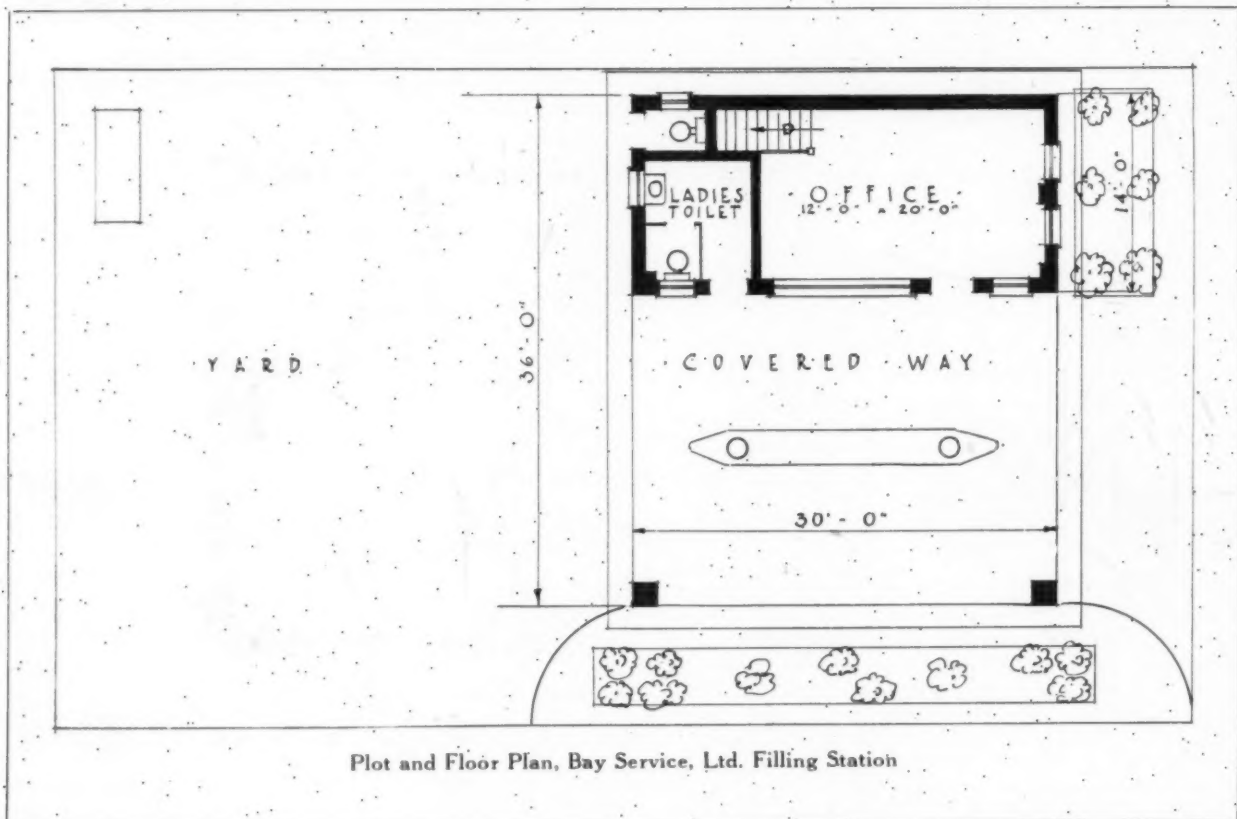 LADIES
TOILET
OFFICE
12'-0" x 20'-0"
14'-0"
36'-0"
YARD
COVERED WAY
30'-0"
Plot and Floor Plan, Bay Service, Ltd. Filling Station